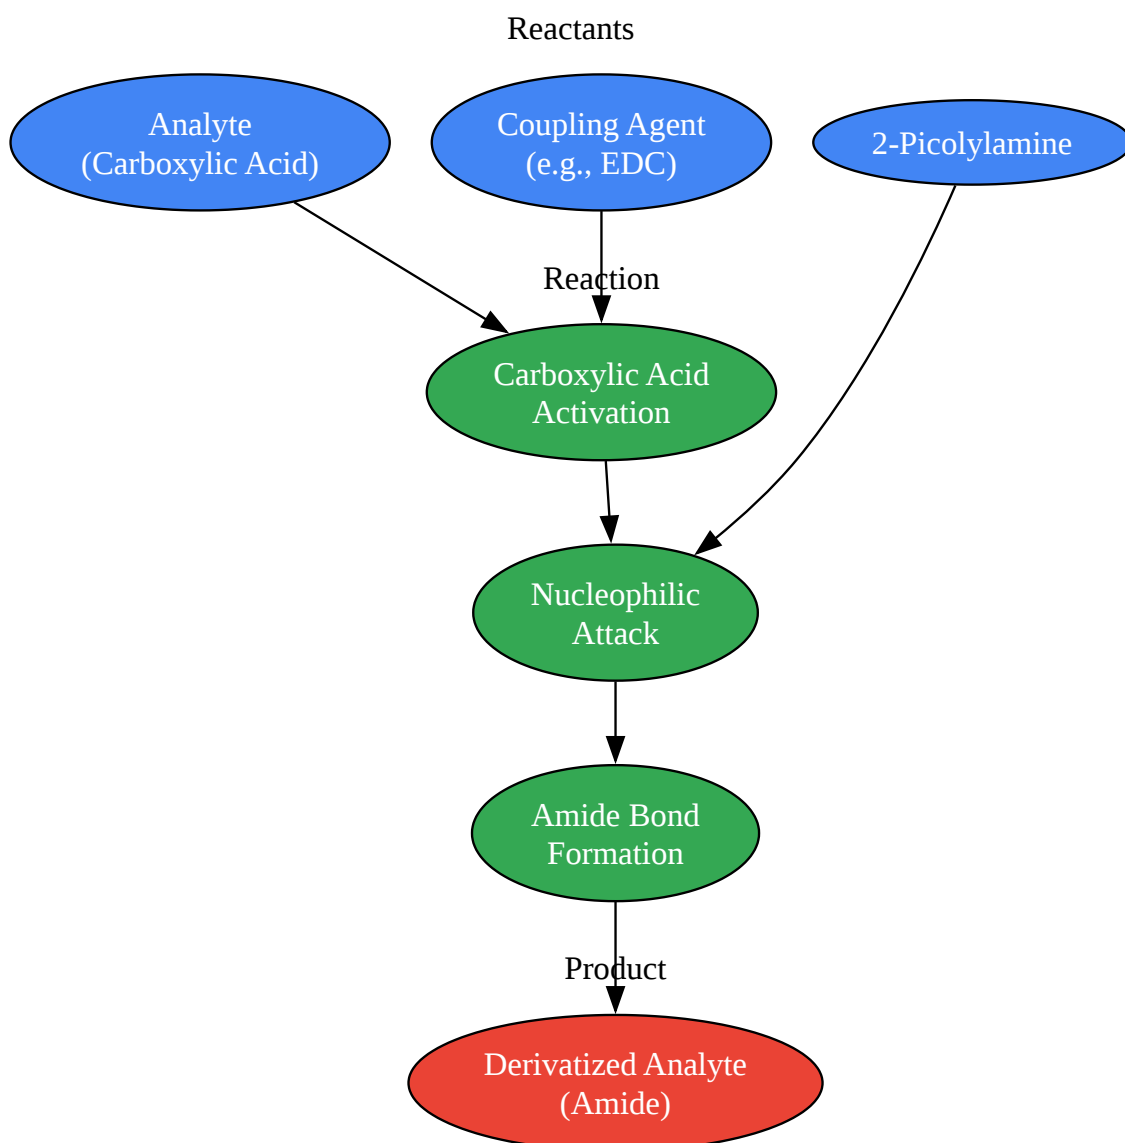 Reactants
Analyte
(Carboxylic Acid)
Coupling Agent
(e.g., EDC)
2-Picolylamine
Reaction
Carboxylic Acid
Activation
Nucleophilic
Attack
Amide Bond
Formation
Product
Derivatized Analyte
(Amide)